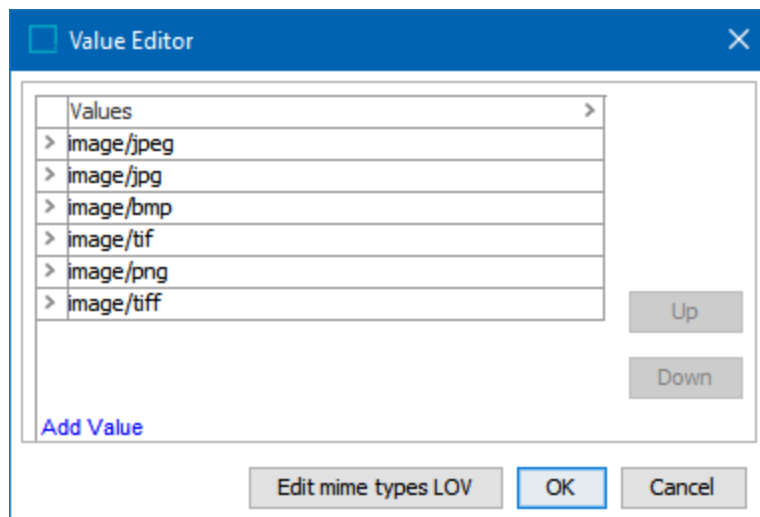 Value Editor
Values
image/jpeg
image/jpg
image/bmp
image/tif
image/png
image/tiff
Up
Down
Add Value
Edit mime types LOV OK Cancel